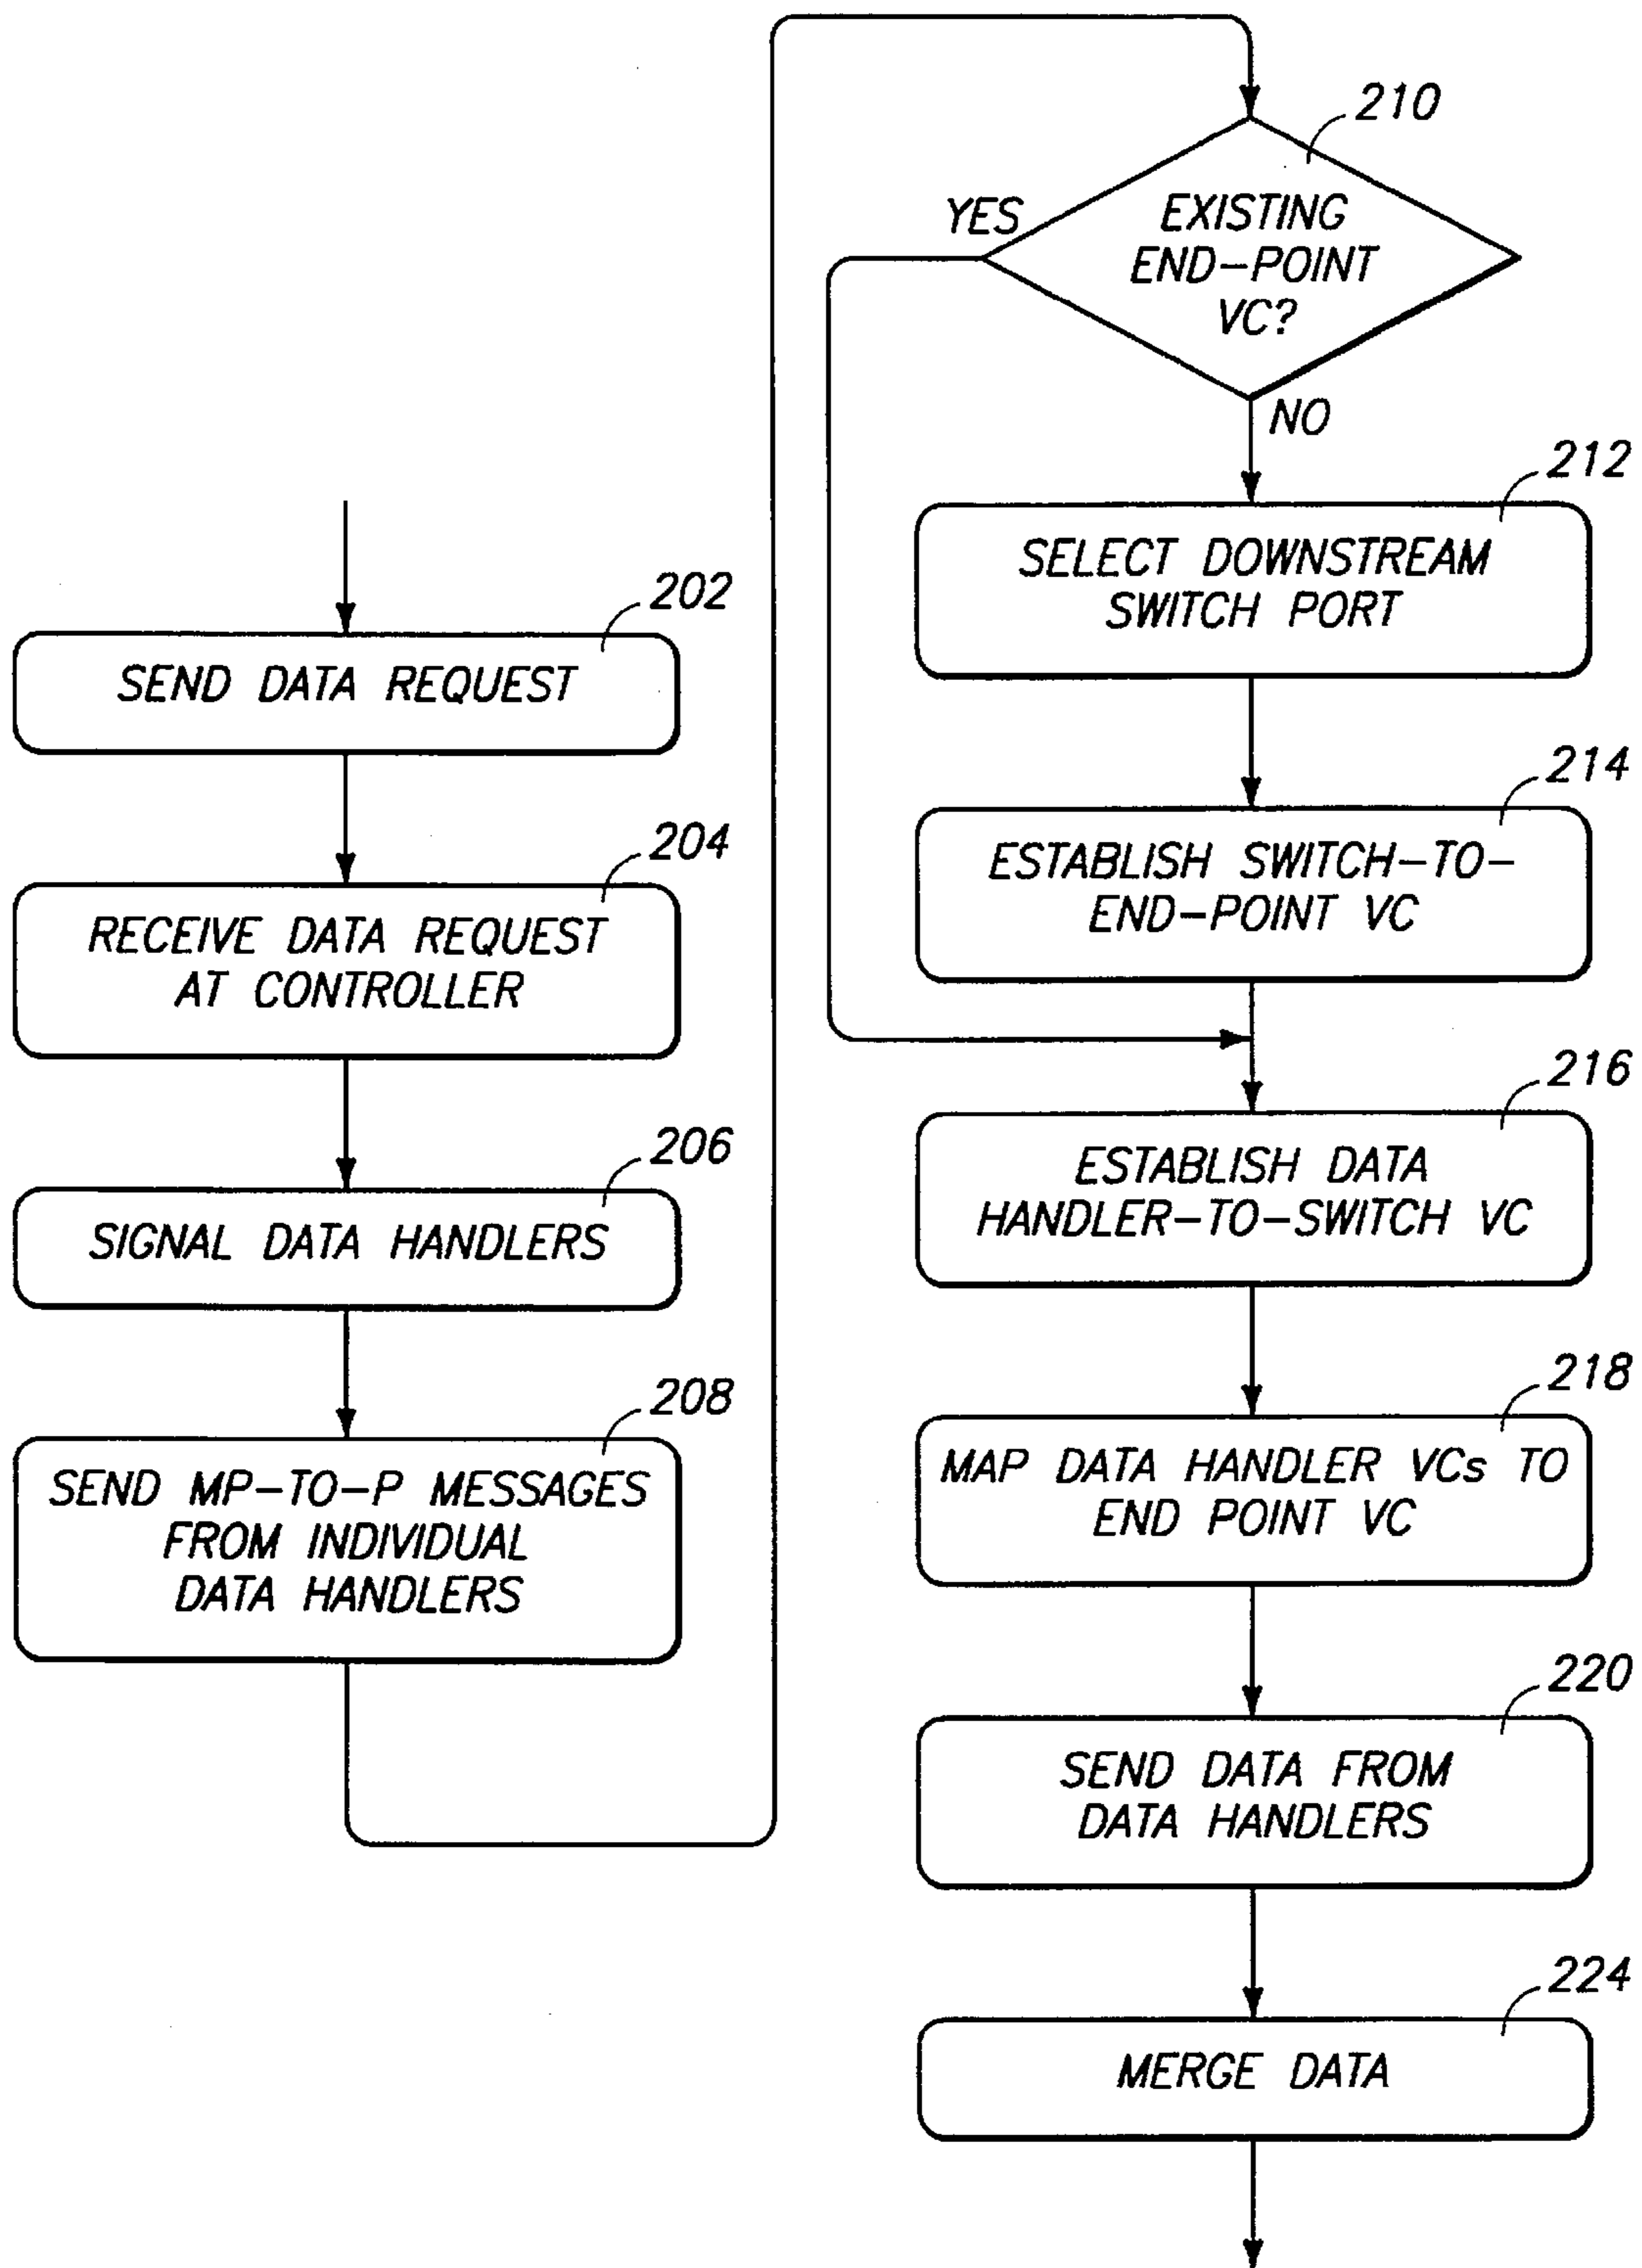 202
SEND DATA REQUEST
204
RECEIVE DATA REQUEST
AT CONTROLLER
206
SIGNAL DATA HANDLERS
208
SEND MP-TO-P MESSAGES
FROM INDIVIDUAL
DATA HANDLERS
210
EXISTING
END-POINT
VC?
YES
NO
212
SELECT DOWNSTREAM
SWITCH PORT
214
ESTABLISH SWITCH-TO-
END-POINT VC
216
ESTABLISH DATA
HANDLER-TO-SWITCH VC
218
MAP DATA HANDLER VCs TO
END POINT VC
220
SEND DATA FROM
DATA HANDLERS
224
MERGE DATA